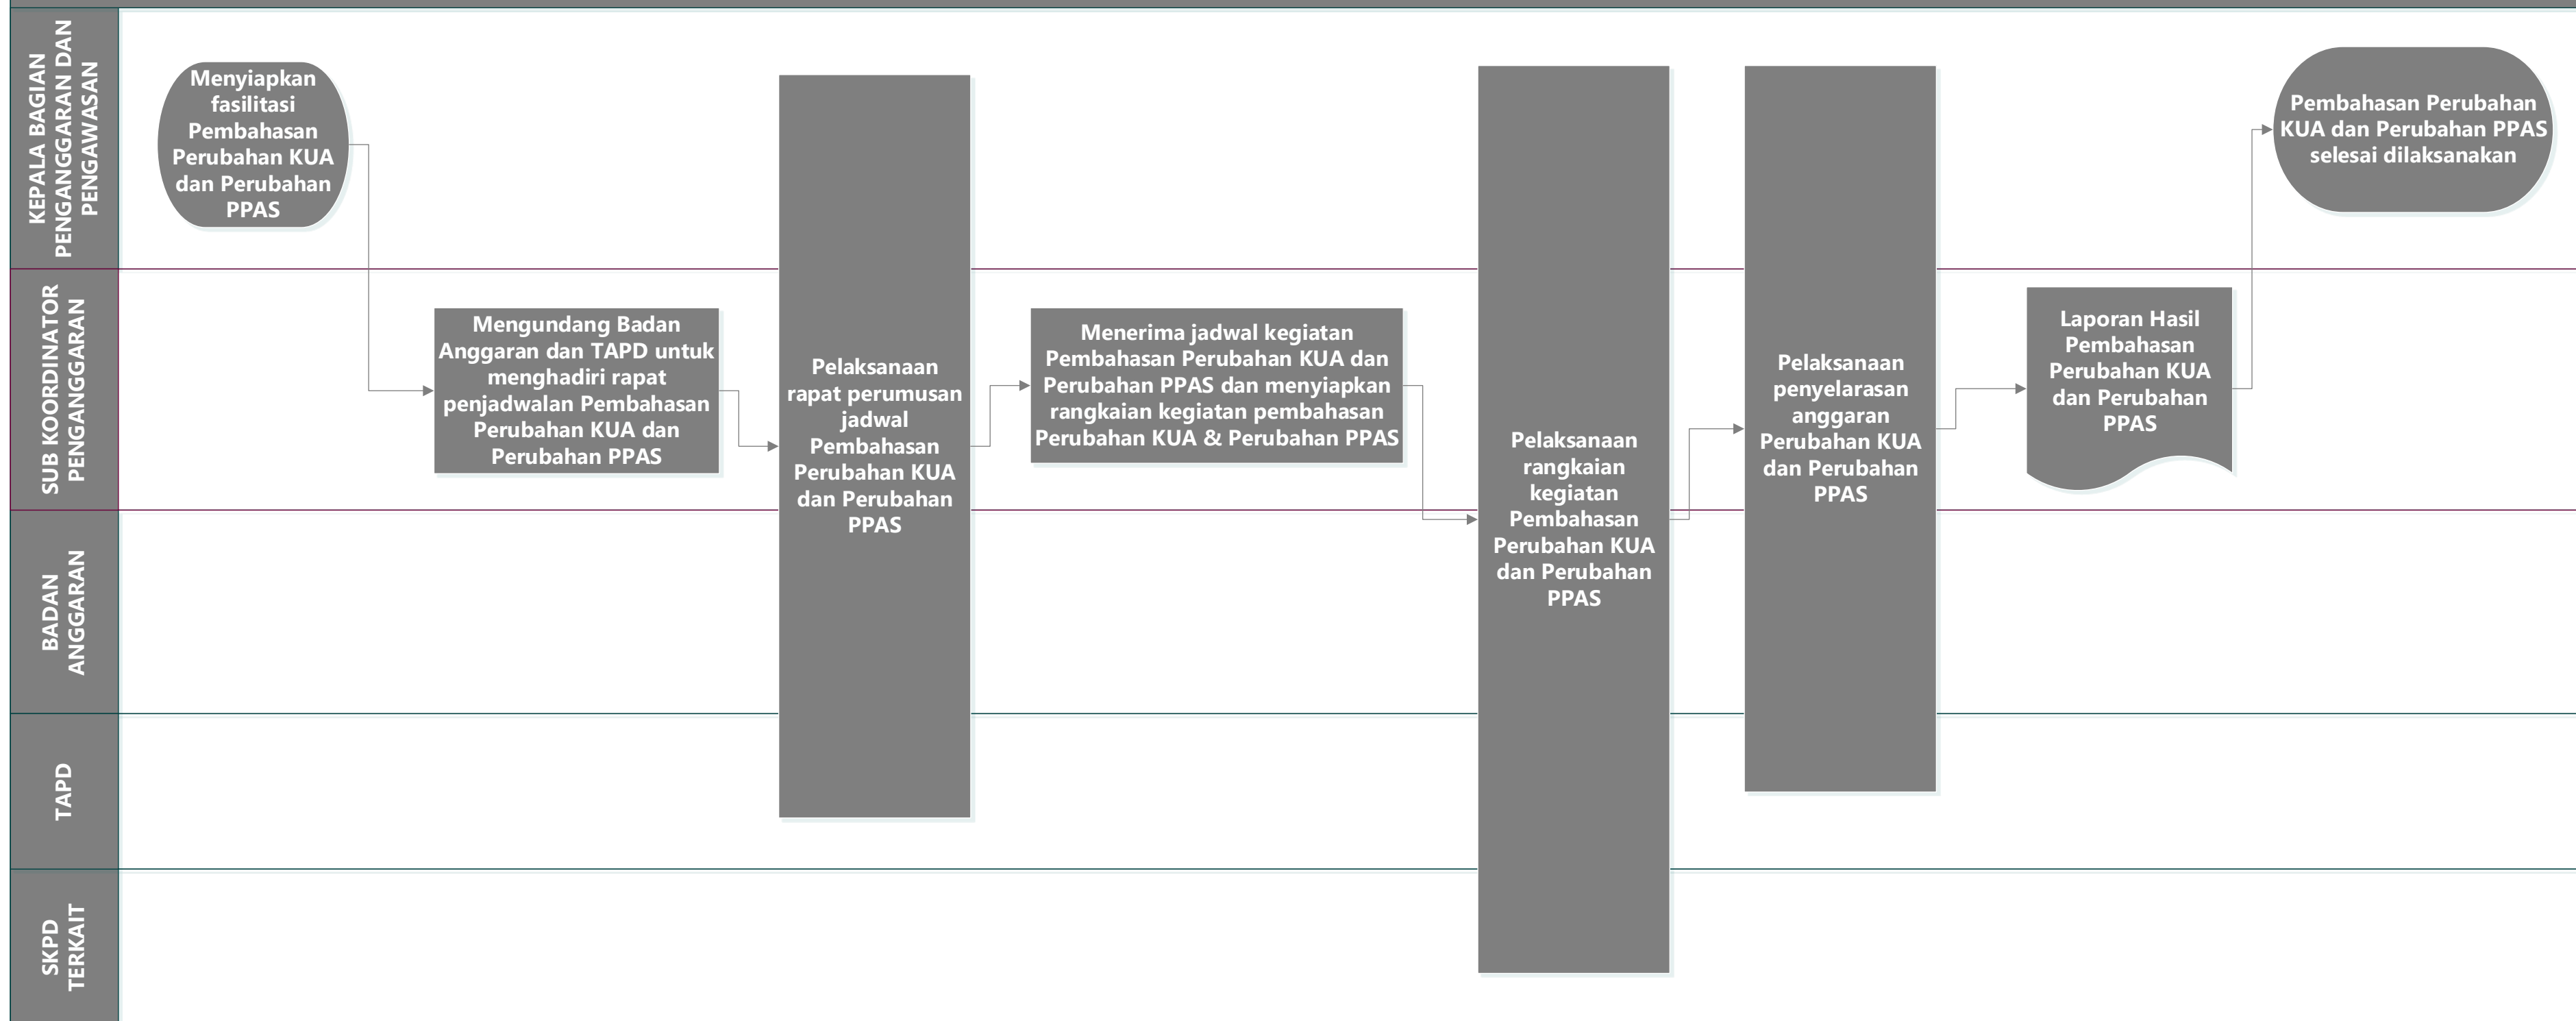 KEPALA BAGIAN
PENGANGGARAN DAN
PENGAWASAN
Menyiapkan
fasilitasi
Pembahasan
Perubahan KUA
dan Perubahan
PPAS
Pembahasan Perubahan
KUA dan Perubahan PPAS
selesai dilaksanakan
SUB KOORDINATOR
PENGANGGARAN
Mengundang Badan
Anggaran dan TAPD untuk
menghadiri rapat
penjadwalan Pembahasan
Perubahan KUA dan
Perubahan PPAS
Pelaksanaan
rapat perumusan
jadwal
Pembahasan
Perubahan KUA
dan Perubahan
PPAS
Menerima jadwal kegiatan
Pembahasan Perubahan KUA dan
Perubahan PPAS dan menyiapkan
rangkaian kegiatan pembahasan
Perubahan KUA & Perubahan PPAS
Pelaksanaan
rangkaian
kegiatan
Pembahasan
Perubahan KUA
dan Perubahan
PPAS
Pelaksanaan
penyelarasan
anggaran
Perubahan KUA
dan Perubahan
PPAS
Laporan Hasil
Pembahasan
Perubahan KUA
dan Perubahan
PPAS
BADAN
ANGGARAN
TAPD
SKPD
TERKAIT